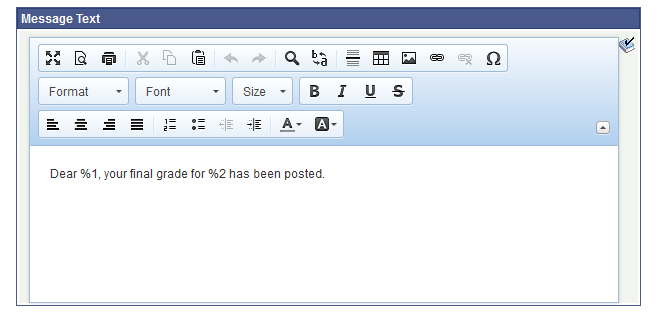 Message Text
Format Font Size B I U S
Dear %1, your final grade for %2 has been posted.